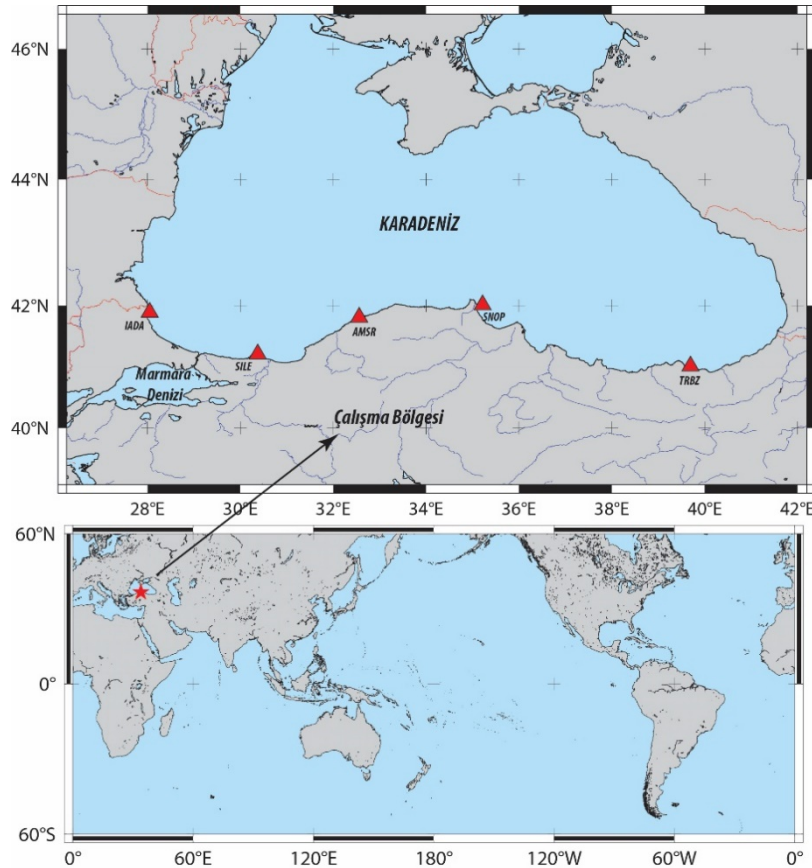 46°N
44°N
KARADENİZ
42°N
IADA
AMSR
SNOP
SILE
TRBZ
Marmara
Denizi
Çalışma Bölgesi
40°N
28°E 30°E 32°E 34°E 36°E 38°E 40°E 42°E
60°N
0°
60°S
0° 60°E 120°E 180° 120°W 60°W 0°